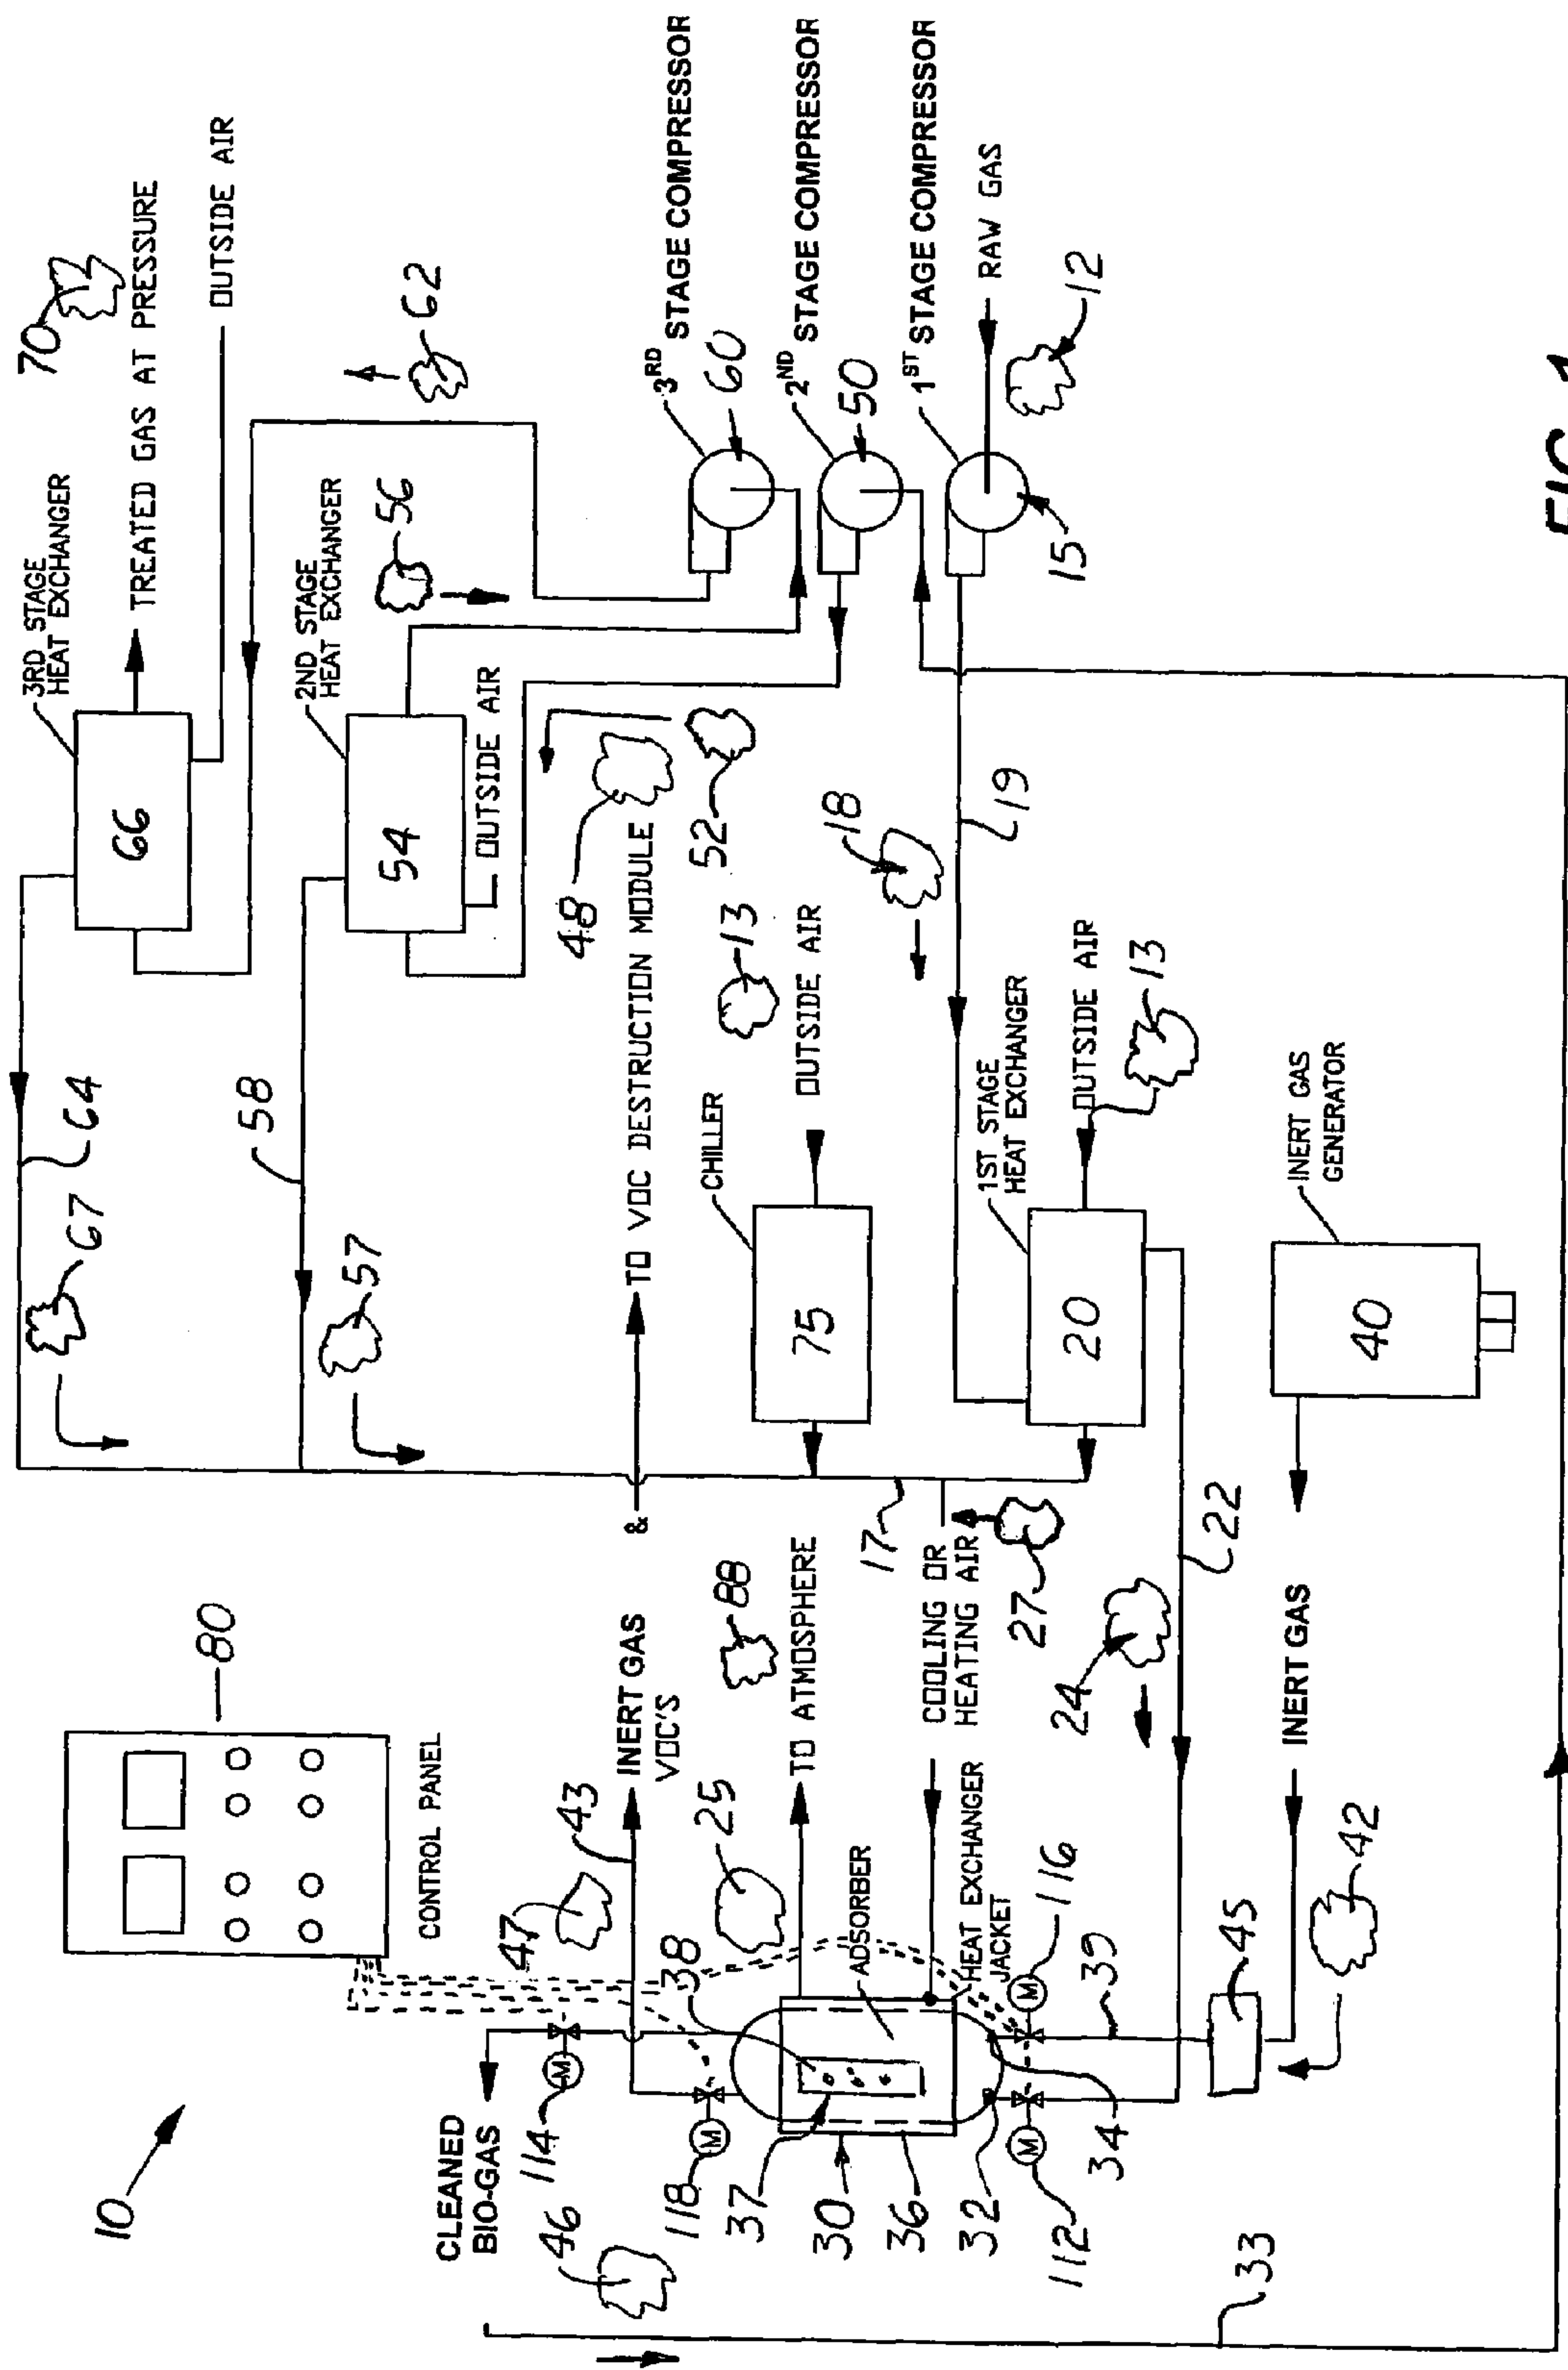 10
80
CONTROL PANEL
CLEANED
BIO-GAS
46
114
M
118
M
47
43
INERT GAS
VOC'S
&
TO VOC DESTRUCTION MODULE
48
52
38
25
88
TO ATMOSPHERE
37
30
36
32
112
M
34
ADSORBER
HEAT EXCHANGER
JACKET
M
116
39
45
42
33
COOLING OR
HEATING AIR
17
27
24
22
INERT GAS
67
64
57
58
3RD STAGE
HEAT EXCHANGER
66
70
TREATED GAS AT PRESSURE
OUTSIDE AIR
2ND STAGE
HEAT EXCHANGER
54
OUTSIDE AIR
56
62
CHILLER
75
13
OUTSIDE AIR
18
19
1ST STAGE
HEAT EXCHANGER
20
OUTSIDE AIR
13
INERT GAS
GENERATOR
40
3RD STAGE COMPRESSOR
60
2ND STAGE COMPRESSOR
50
1ST STAGE COMPRESSOR
15
RAW GAS
12